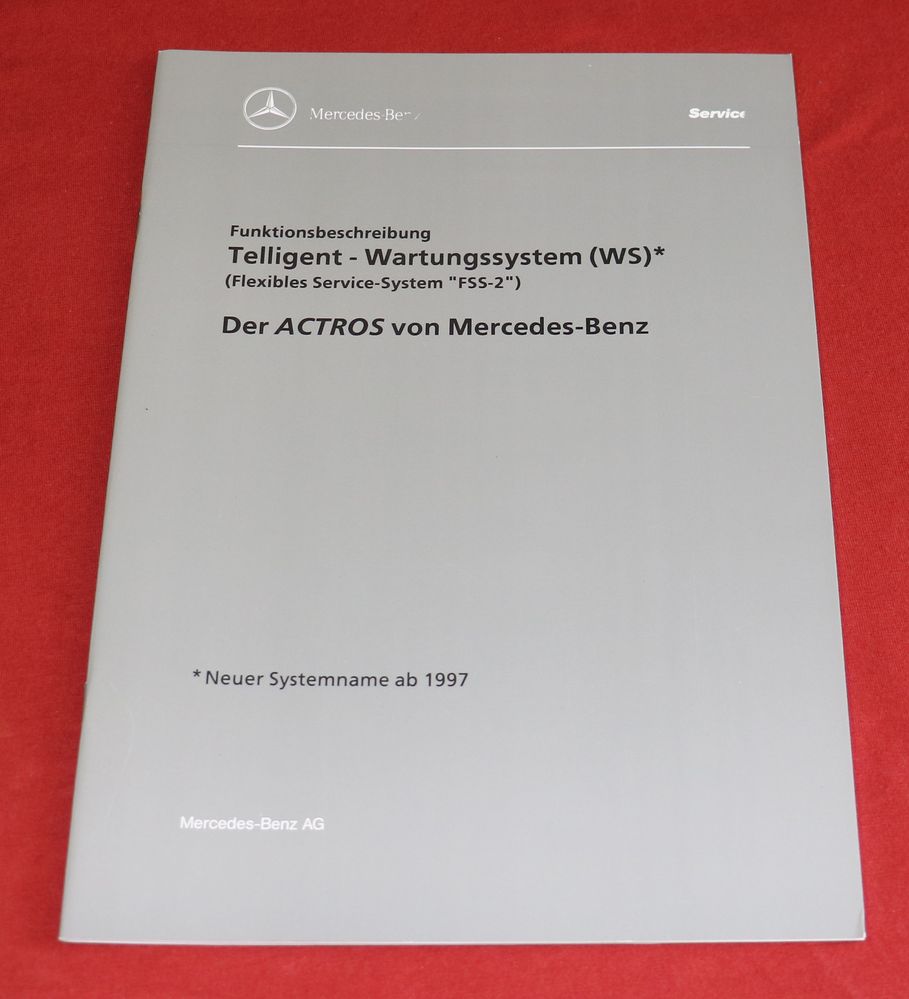 Mercedes-Benz
Service
Funktionsbeschreibung
Telligent - Wartungssystem (WS)*
(Flexibles Service-System "FSS-2")
Der ACTROS von Mercedes-Benz
*Neuer Systemname ab 1997
Mercedes-Benz AG